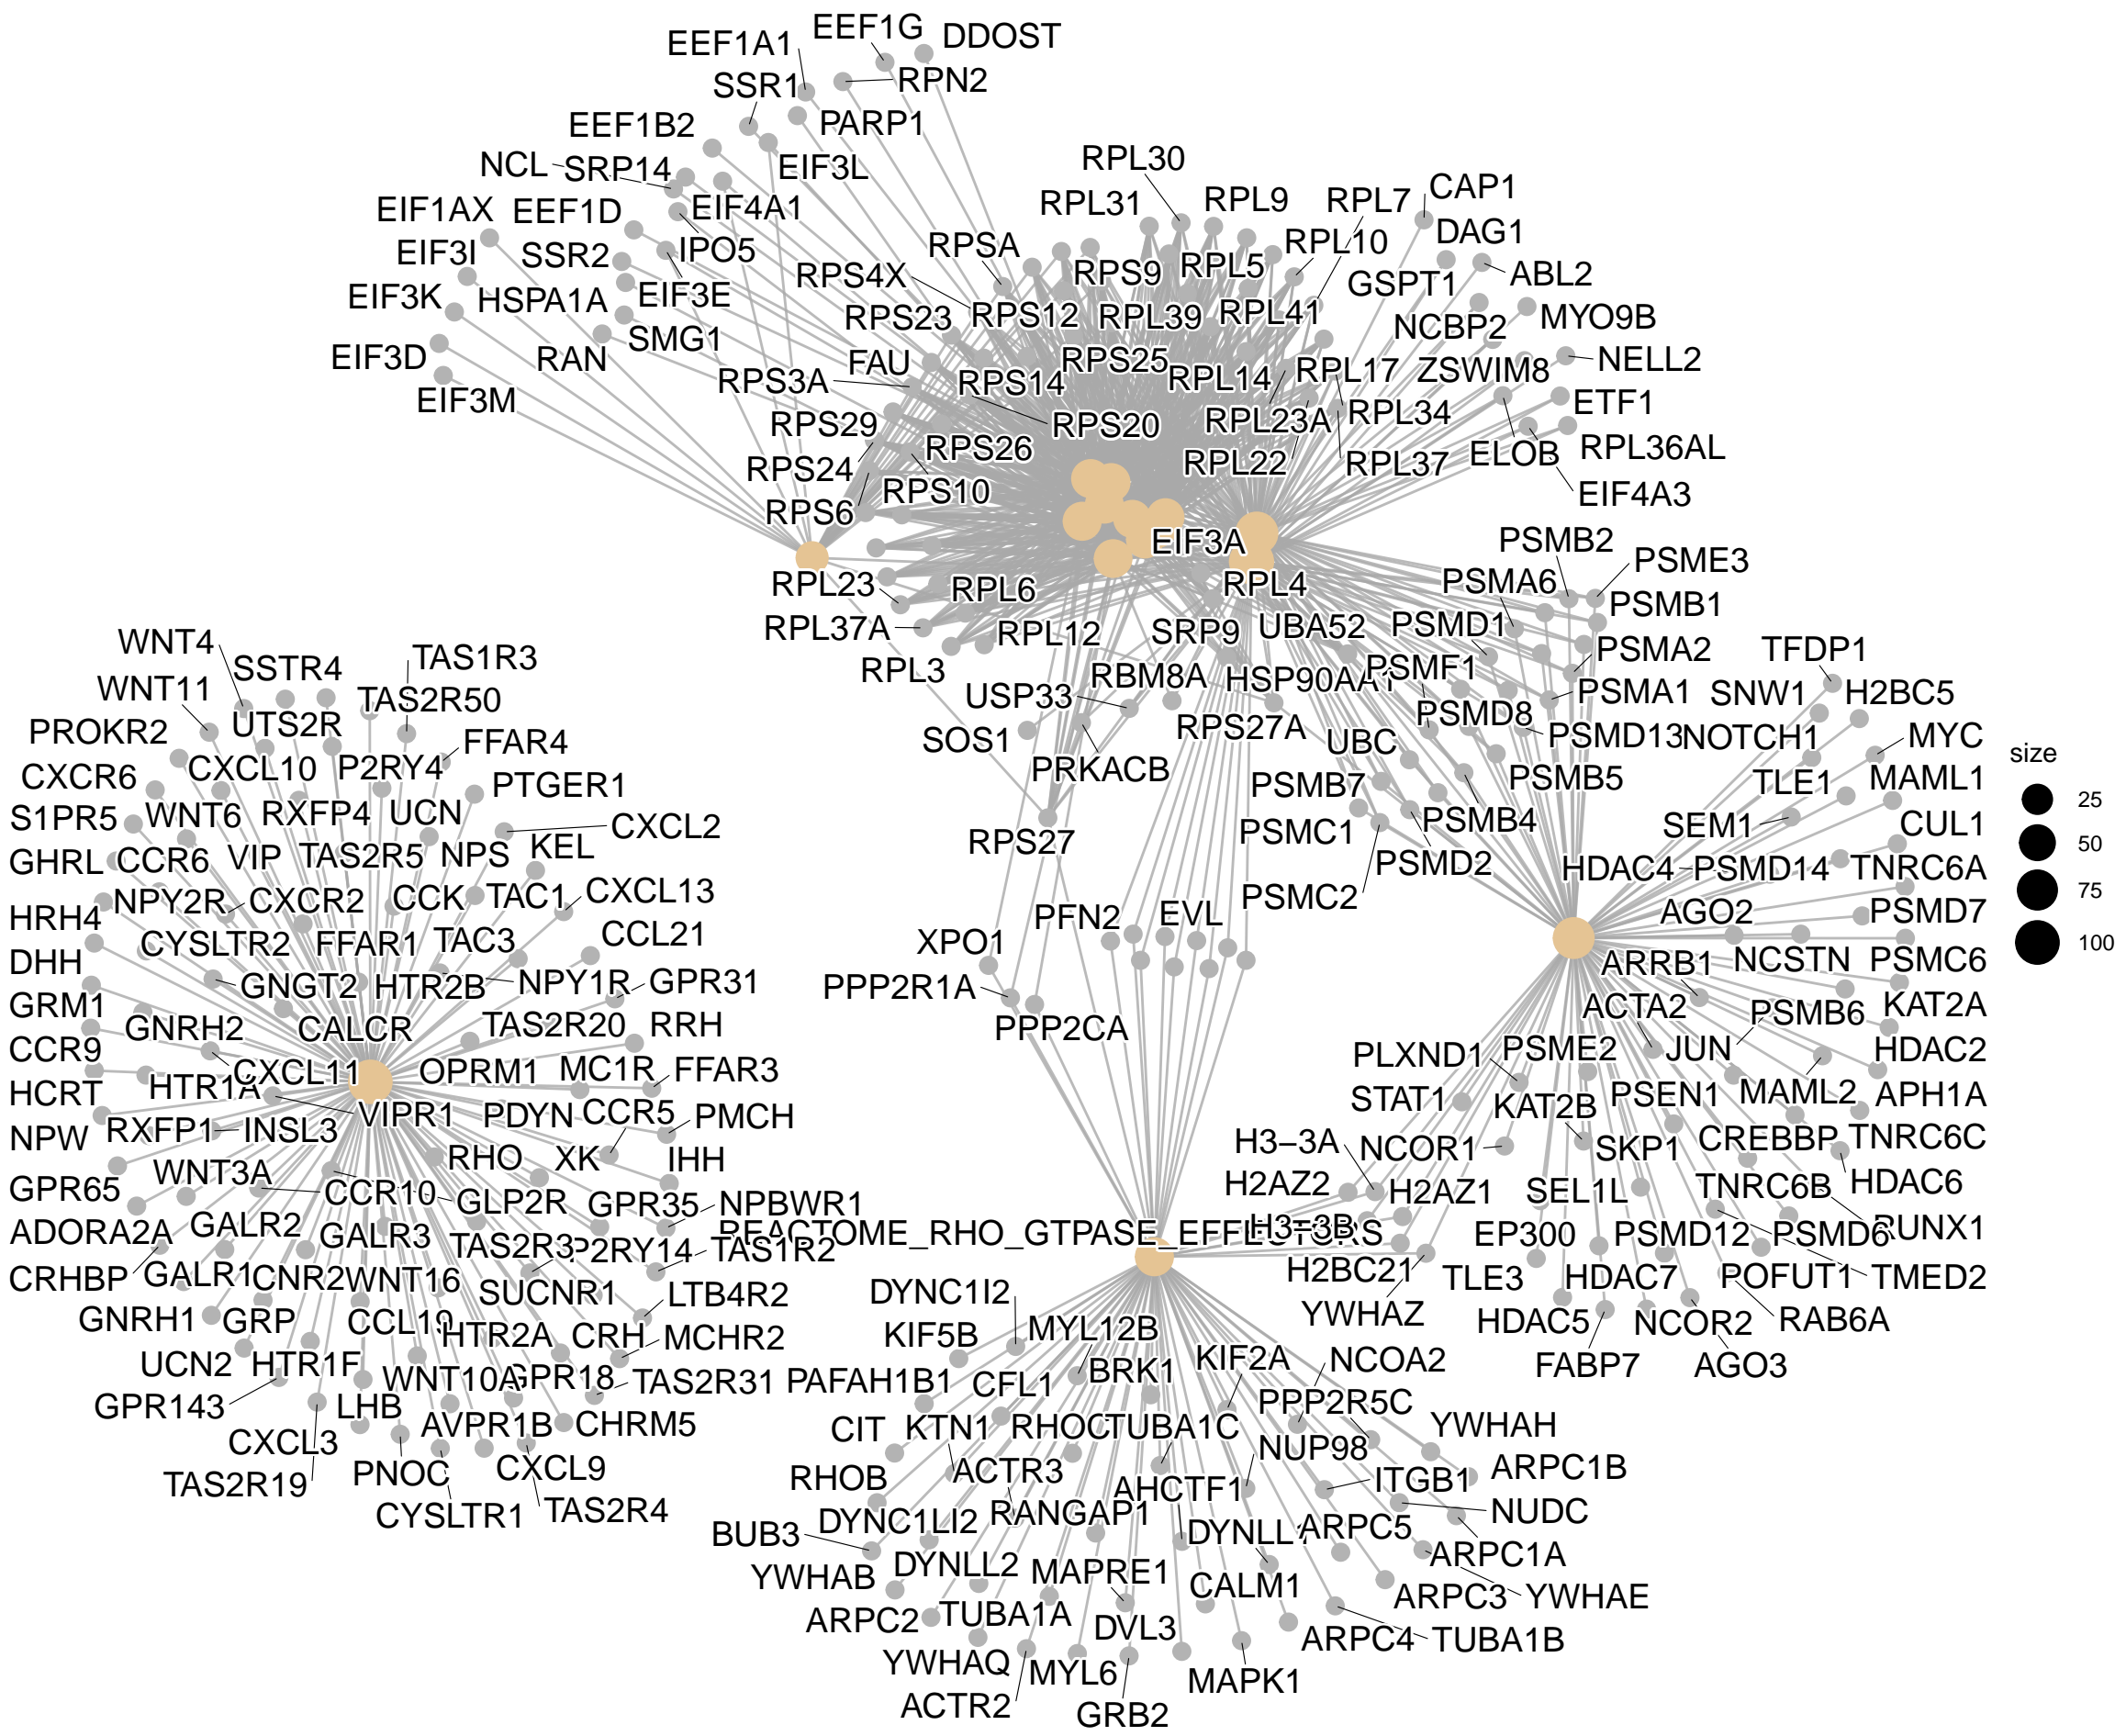 EEF1G DDOST
EEF1A1
SSR1 RPN2
EEF1B2 PARP1
NCL SRP14 EIF3L RPL30
EIF1AX EEF1D EIF4A1 RPL31 RPL9 RPL7 CAP1
EIF3I SSR2 IPO5 RPSA RPL10 DAG1
EIF3K HSPA1A EIF3E RPS4X RPS9 RPL5 GSPT1 ABL2
EIF3D RAN SMG1 RPS23 RPS12 RPL39 RPL41 NCBP2 MYO9B
EIF3M RPS3A FAU RPS14 RPS25 RPL14 RPL17 ZSWIM8 NELL2
RPS29 RPS20 RPL23A RPL34 ETF1
RPS24 RPS26 RPL22 RPL37 ELOB RPL36AL
RPS6 RPS10 EIF4A3
EIF3A PSMB2 PSME3
RPL23 RPL6 RPL4 PSMA6 PSMB1
RPL37A RPL12 SRP9 UBA52 PSMD1 PSMA2 TFDP1
RPL3 USP33 RBM8A PSMF1 PSMA1 SNW1 H2BC5
SOS1 RPS27A PSMD8 PSMD13 NOTCH1 MYC
PRKACB UBC PSMB5 TLE1 MAML1
RPS27 PSMB7 PSMB4 SEM1 CUL1
PSMC1 PSMD2 HDAC4 PSMD14 TNRC6A
PSMC2 AGO2 PSMD7
PFN2 EVL
XPO1 ARRB1 NCSTN PSMC6
PPP2R1A ACTA2 PSMB6 KAT2A
PPP2CA PLXND1 PSME2 JUN HDAC2
STAT1 KAT2B PSEN1 MAML2 APH1A
H3–3A NCOR1 SKP1 CREBBP TNRC6C
H2AZ2 H2AZ1 SEL1L TNRC6B HDAC6
REACTOME_RHO_GTPASE_EFFECTORS H3–3B EP300 PSMD12 PSMD6 RUNX1
H2BC21 TLE3 HDAC7 POFUT1 TMED2
YWHAZ HDAC5 NCOR2 RAB6A
FABP7 AGO3
WNT4 SSTR4 TAS1R3
WNT11 UTS2R TAS2R50
PROKR2 CXCL10 P2RY4 FFAR4
CXCR6 RXFP4 UCN PTGER1
S1PR5 WNT6 CXCL2
GHRL CCR6 VIP TAS2R5 NPS KEL
HRH4 NPY2R CXCR2 CCK TAC1 CXCL13
DHH CYSLTR2 FFAR1 TAC3 CCL21
GRM1 GNGT2 HTR2B NPY1R GPR31
CCR9 GNRH2 CALCR TAS2R20 RRH
HCRT HTR1A CXCL11 OPRM1 MC1R FFAR3
NPW RXFP1 INSL3 VIPR1 PDYN CCR5 PMCH
GPR65 WNT3A RHO XK IHH
CCR10 GLP2R GPR35 NPBWR1
ADORA2A GALR2 GALR3 TAS2R3 P2RY14 TAS1R2
CRHBP GALR1 CNR2 WNT16 SUCNR1 LTB4R2
GNRH1 GRP CCL19 HTR2A CRH MCHR2
UCN2 HTR1F WNT10A GPR18 TAS2R31
GPR143 LHB AVPR1B CHRM5
CXCL3 PNOC CXCL9
TAS2R19 CYSLTR1 TAS2R4
DYNC1I2
KIF5B MYL12B
PAFAH1B1 CFL1 BRK1 KIF2A NCOA2
CIT KTN1 TUBA1C PPP2R5C YWHAH
RHOB ACTR3 NUP98 ARPC1B
AHCTF1 ITGB1 NUDC
BUB3 DYNC1LI2 RANGAP1 ARPC5 ARPC1A
YWHAB DYNLL2 MAPRE1 CALM1 ARPC3 YWHAE
ARPC2 TUBA1A DVL3 ARPC4 TUBA1B
YWHAQ MYL6 MAPK1
ACTR2 GRB2
size
25
50
75
100